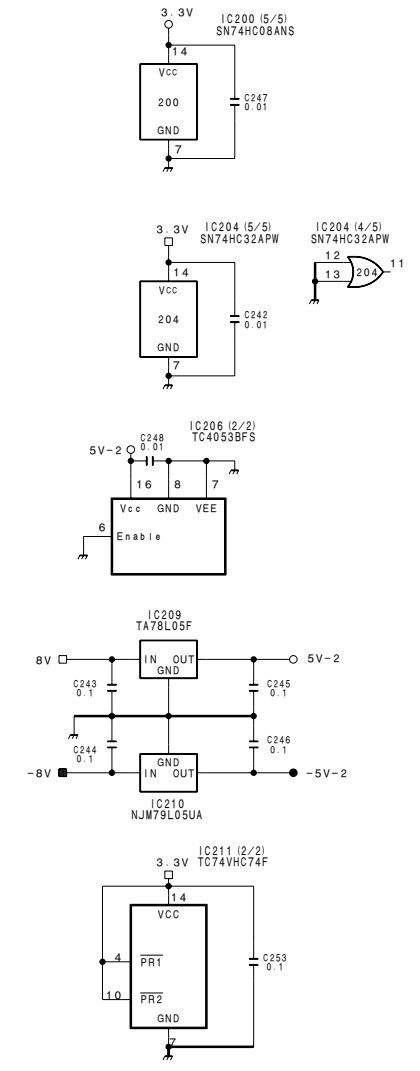 3.3V
IC200 (5/5)
SN74HC08ANS
14
Vcc
200
C247
0.01
GND
7
3.3V
IC204 (5/5)
SN74HC32APW
IC204 (4/5)
SN74HC32APW
14
12
13
204
11
Vcc
204
C242
0.01
GND
7
IC206 (2/2)
TC4053BFS
5V-2
C248
0.01
16
8
7
Vcc GND VEE
6
Enable
IC209
TA78L05F
8V
IN OUT
GND
5V-2
C243
0.1
C245
0.1
C244
0.1
C246
0.1
GND
-8V
IN OUT
-5V-2
IC210
NJM79L05UA
IC211 (2/2)
3.3V TC74VHC74F
14
VCC
4
PR1
C253
0.1
10
PR2
GND
7